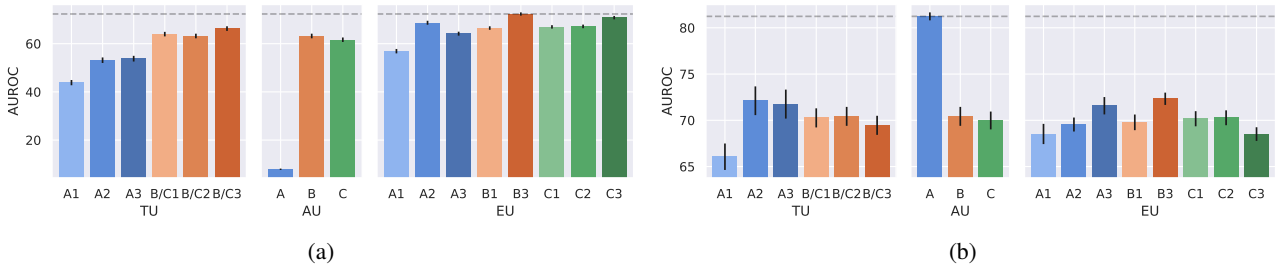 AUROC
60
40
20
A1 A2 A3 B/C1 B/C2 B/C3
TU
A B C
AU
A1 A2 A3 B1 B3 C1 C2 C3
EU
(a)
AUROC
80
75
70
65
A1 A2 A3 B/C1 B/C2 B/C3
TU
A B C
AU
A1 A2 A3 B1 B3 C1 C2 C3
EU
(b)